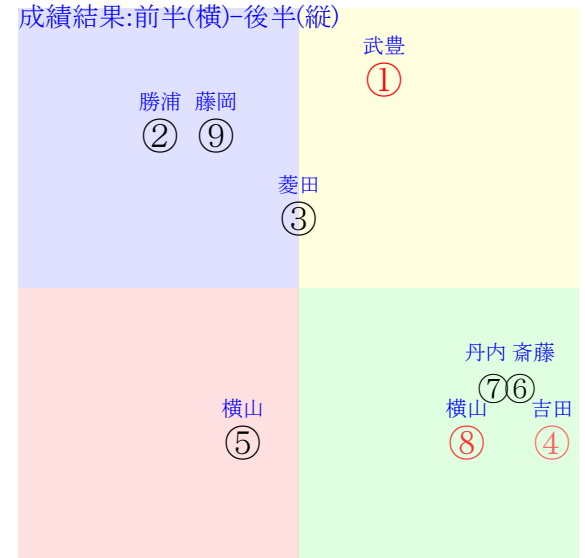 成績結果:前半(横)-後半(縦)
武豊
①
勝浦 藤岡
② ⑨
菱田
③
丹内 斎藤
⑦⑥
横山 横山 吉田
⑤ ⑧ ④